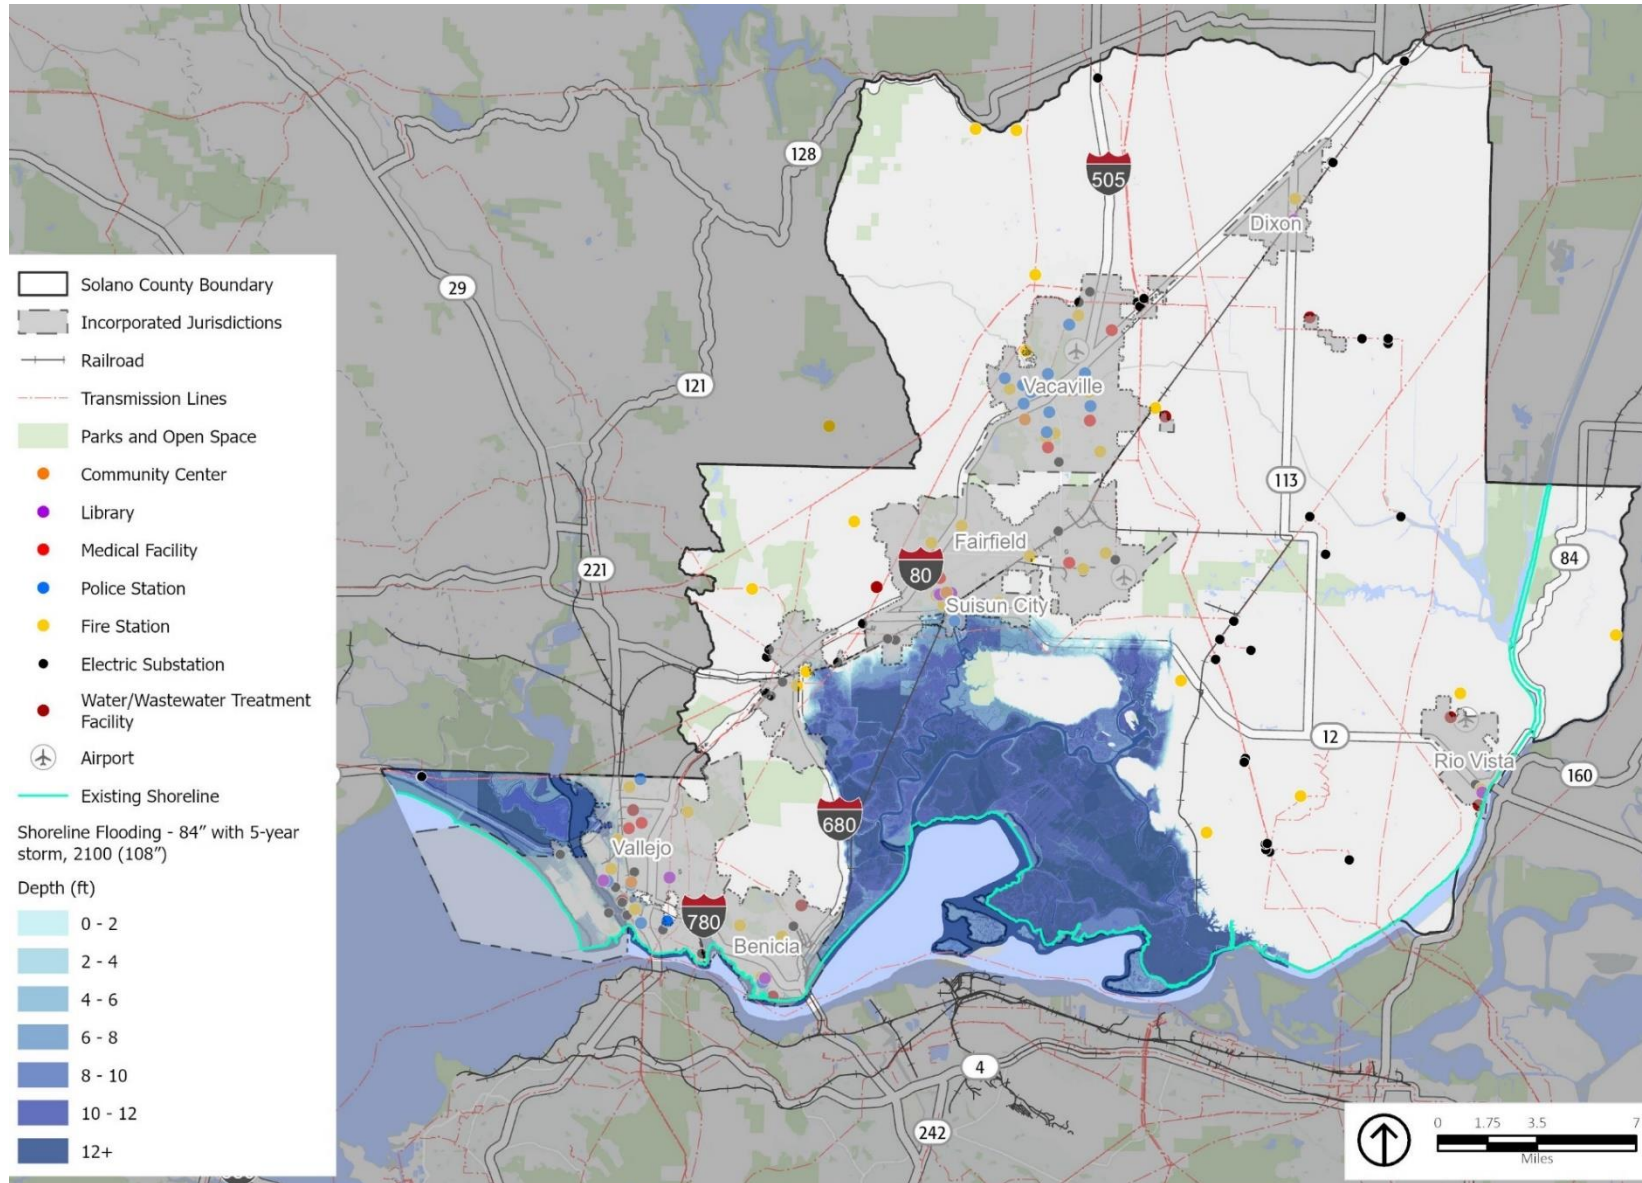 128
505
Dixon
29
121
Vacaville
113
Fairfield
80
221
Suisun City
84
12
Rio Vista
160
680
Vallejo
780
Benicia
4
242
Solano County Boundary
Incorporated Jurisdictions
Railroad
Transmission Lines
Parks and Open Space
Community Center
Library
Medical Facility
Police Station
Fire Station
Electric Substation
Water/Wastewater Treatment
Facility
Airport
Existing Shoreline
Shoreline Flooding - 84” with 5-year
storm, 2100 (108”)
Depth (ft)
0 - 2
2 - 4
4 - 6
6 - 8
8 - 10
10 - 12
12+
0 1.75 3.5 7
Miles